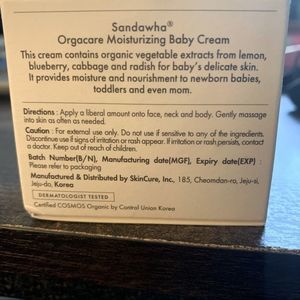 Sandawha®
Orgacare Moisturizing Baby Cream
This cream contains organic vegetable extracts from lemon,
blueberry, cabbage and radish for baby's delicate skin.
It provides moisture and nourishment to newborn babies,
toddlers and even mom.
Directions : Apply a liberal amount onto face, neck and body. Gently massage
into skin as often as needed.
Caution : For external use only. Do not use if sensitive to any of the ingredients.
Discontinue use if signs of irritation or rash appear. If irritation or rash persist, contact
a doctor. Keep out of reach of children.
Batch Number(B/N), Manufacturing date(MGF), Expiry date(EXP) :
Please refer to packaging
Manufactured & Distributed by SkinCure, Inc., 185, Cheomdan-ro, Jeju-si,
Jeju-do, Korea
DERMATOLOGIST TESTED
Certified COSMOS Organic by Control Union Korea